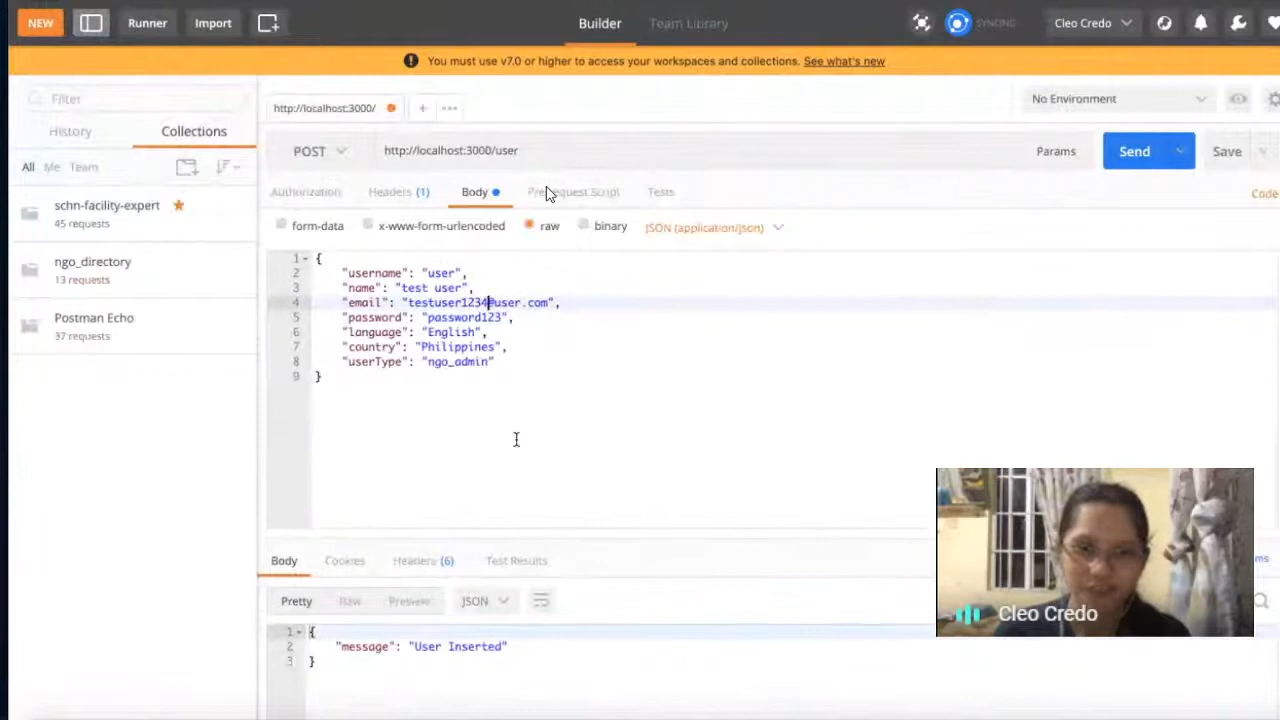 NEW Runner Import Builder Team Library SYNCING Cleo Credo
You must use v7.0 or higher to access your workspaces and collections. See what's new
Filter
History Collections
All Me Team
schn-facility-expert
45 requests
ngo_directory
13 requests
Postman Echo
37 requests
http://localhost:3000/ + ••• No Environment
POST http://localhost:3000/user Params Send Save
Authorization Headers (1) Body Pre-request Script Tests Code
form-data x-www-form-urlencoded raw binary JSON (application/json)
1 {
2 "username": "user",
3 "name": "test user",
4 "email": "testuser1234@user.com",
5 "password": "password123",
6 "language": "English",
7 "country": "Philippines",
8 "userType": "ngo_admin"
9 }
Body Cookies Headers (6) Test Results
Pretty Raw Preview JSON
1 {
2 "message": "User Inserted"
3 }
Cleo Credo